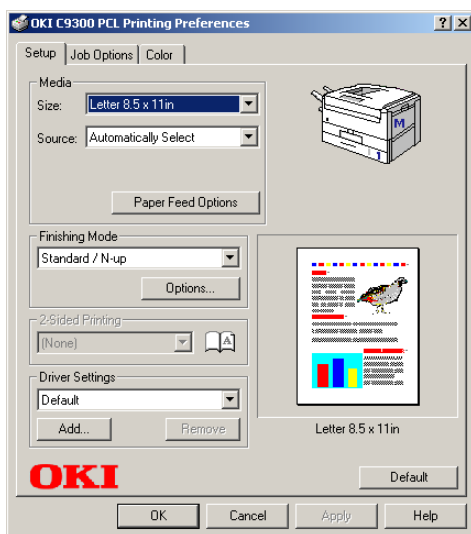 OKI C9300 PCL Printing Preferences
Setup
Job Options
Color
Media
Size:
Letter 8.5 x 11in
Source:
Automatically Select
Paper Feed Options
M
1
Finishing Mode
Standard / N-up
Options...
2-Sided Printing
(None)
A
Driver Settings
Default
Add...
Remove
Letter 8.5 x 11in
OKI
Default
OK
Cancel
Apply
Help